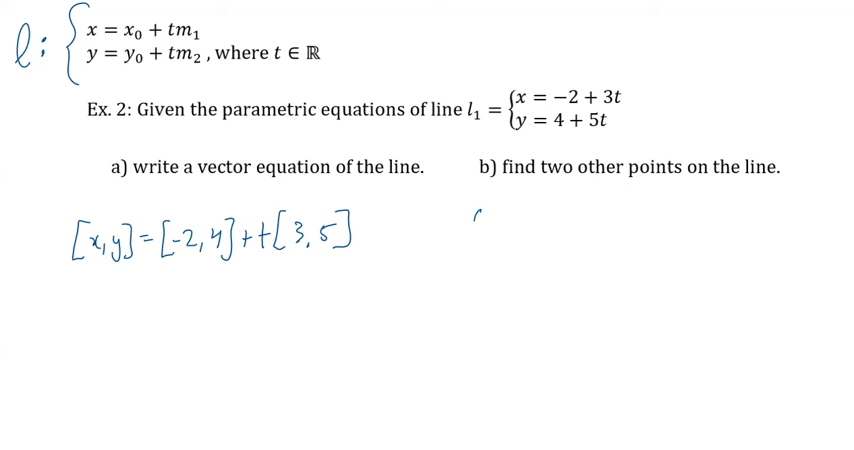 l: { x = x₀ + tm₁
y = y₀ + tm₂ , where t ∈ ℝ
Ex. 2: Given the parametric equations of line l₁ = { x = −2 + 3t
y = 4 + 5t
a) write a vector equation of the line. b) find two other points on the line.
[x,y] = [-2,4] + t[3,5] (